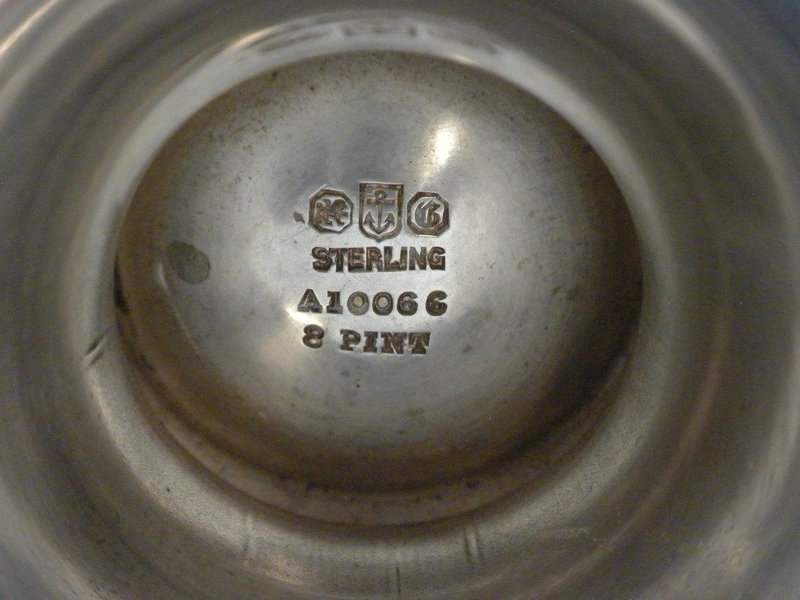 G
STERLING
A10066
8 PINT